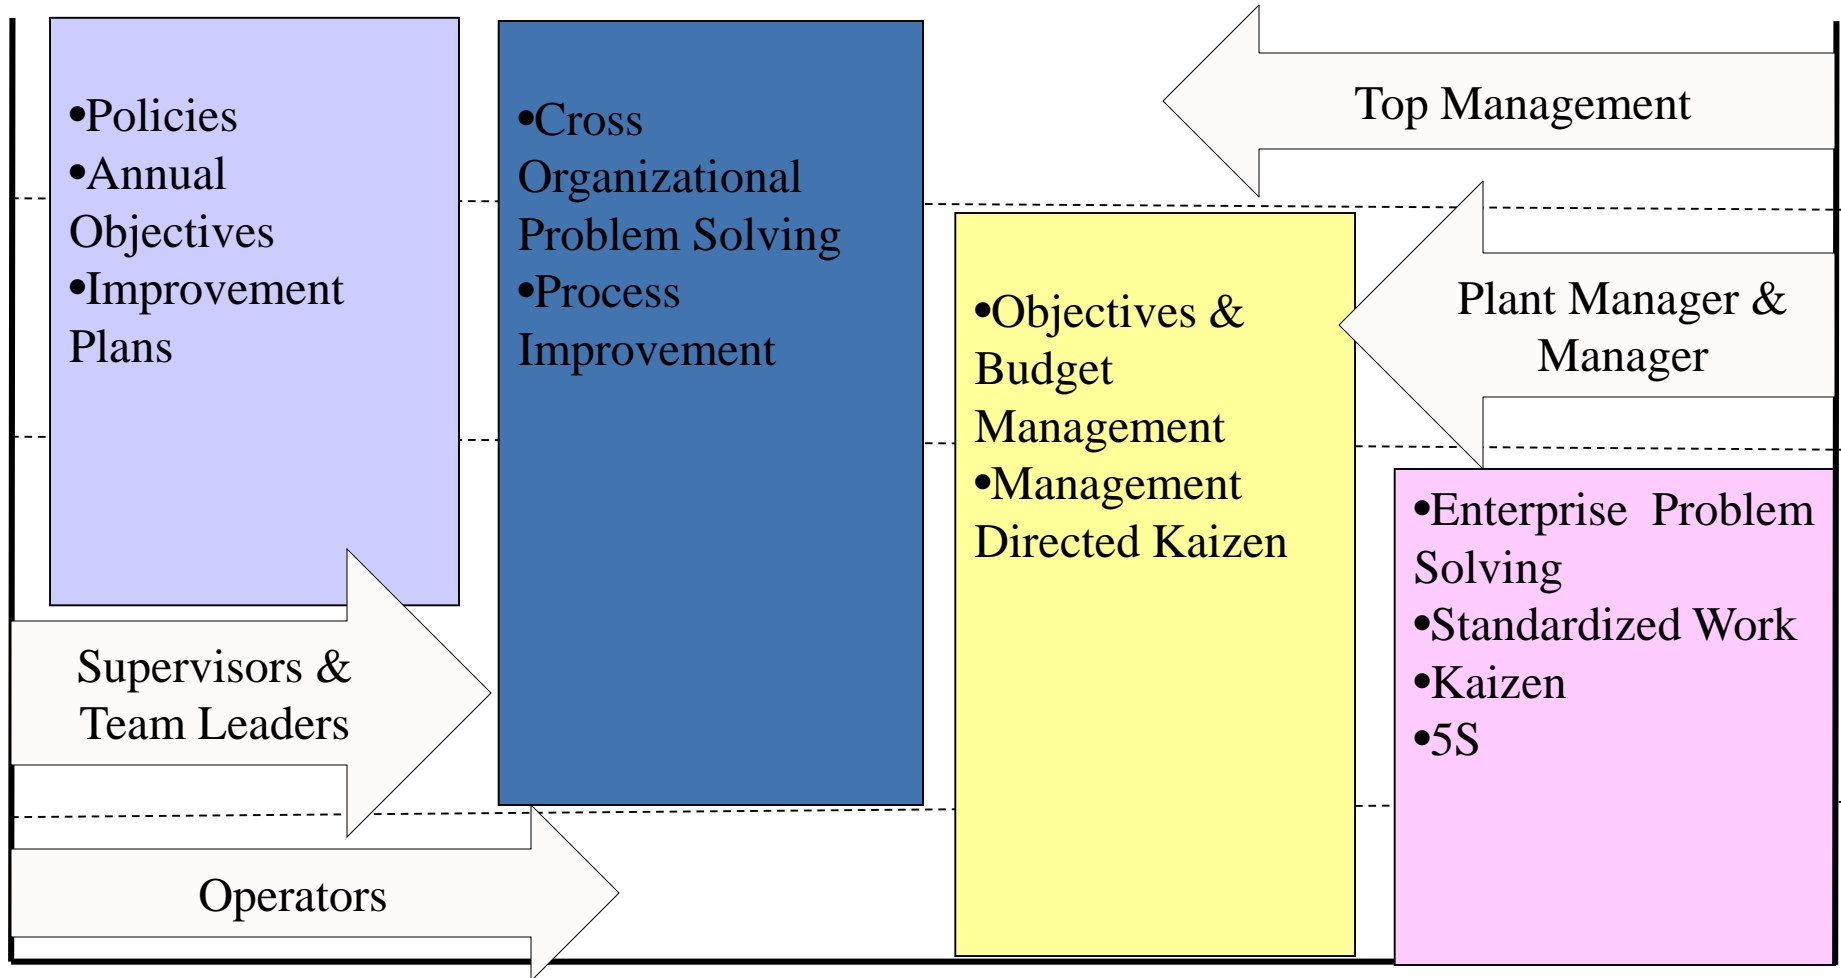 •Policies
•Annual
Objectives
•Improvement
Plans
•Cross
Organizational
Problem Solving
•Process
Improvement
•Objectives &
Budget
Management
•Management
Directed Kaizen
•Enterprise  Problem
Solving
•Standardized Work
•Kaizen
•5S
Top Management
Plant Manager &
Manager
Supervisors &
Team Leaders
Operators